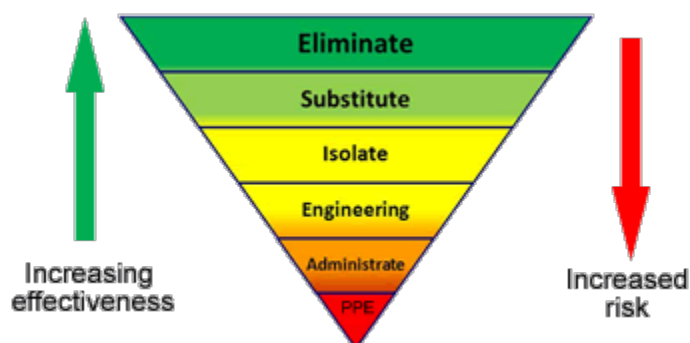 Eliminate
Substitute
Isolate
Engineering
Administrate
PPE
Increasing
effectiveness
Increased
risk